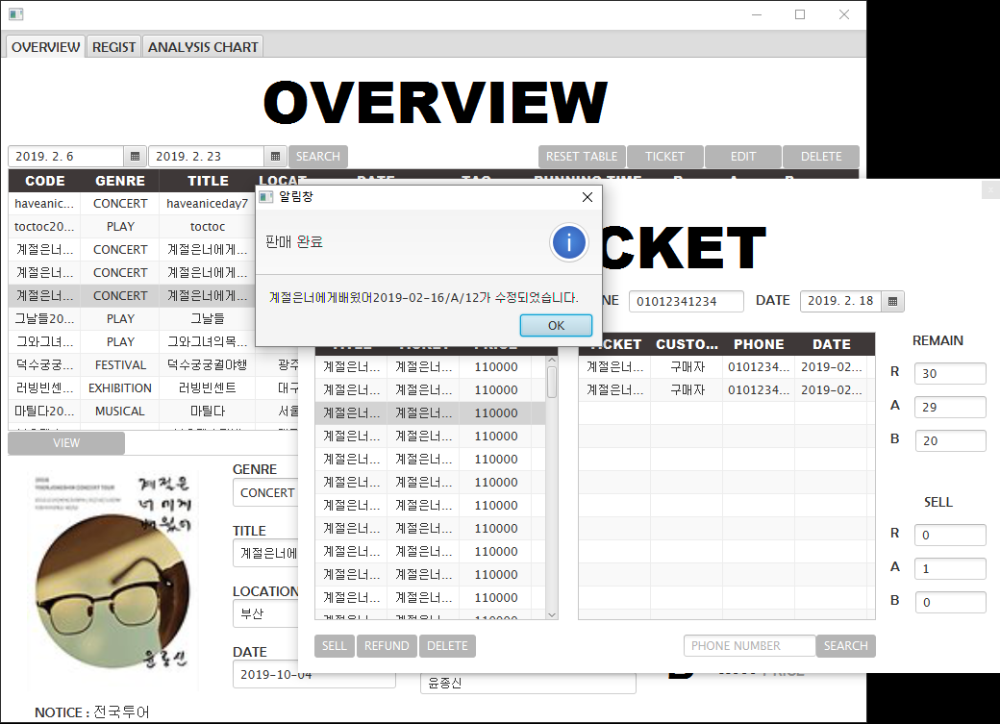 OVERVIEW REGIST ANALYSIS CHART
OVERVIEW
2019. 2. 6 2019. 2. 23 SEARCH RESET TABLE TICKET EDIT DELETE
CODE GENRE TITLE LOCAT DATE TAG RUNNING TIME R A B
haveanic... CONCERT haveaniceday7
toctoc20... PLAY toctoc
계절은너... CONCERT 계절은너에게...
계절은너... CONCERT 계절은너에게...
계절은너... CONCERT 계절은너에게...
그날들20... PLAY 그날들
그와그녀... PLAY 그와그녀의목...
덕수궁궁... FESTIVAL 덕수궁궁궐야행 광주
러빙빈센... EXHIBITION 러빙빈센트 대구
마틸다20... MUSICAL 마틸다 서울
VIEW
알림창
판매 완료
계절은너에게배웠어2019-02-16/A/12가 수정되었습니다.
OK
CKET
NE 01012341234 DATE 2019. 2. 18
TITLE TICKET PRICE
계절은너... 계절은너... 110000
계절은너... 계절은너... 110000
계절은너... 계절은너... 110000
계절은너... 계절은너... 110000
계절은너... 계절은너... 110000
계절은너... 계절은너... 110000
계절은너... 계절은너... 110000
계절은너... 계절은너... 110000
계절은너... 계절은너... 110000
계절은너... 계절은너... 110000
계절은너... 계절은너... 110000
계절은너... 계절은너... 110000
SELL REFUND DELETE
TICKET CUSTO... PHONE DATE
계절은너... 구매자 0101234... 2019-02...
계절은너... 구매자 0101234... 2019-02...
PHONE NUMBER SEARCH
REMAIN
R 30
A 29
B 20
SELL
R 0
A 1
B 0
계절은
너에게
배웠어
윤종신
GENRE
CONCERT
TITLE
계절은너에
LOCATION
부산
DATE
2019-10-04
윤종신
B PRICE
NOTICE : 전국투어